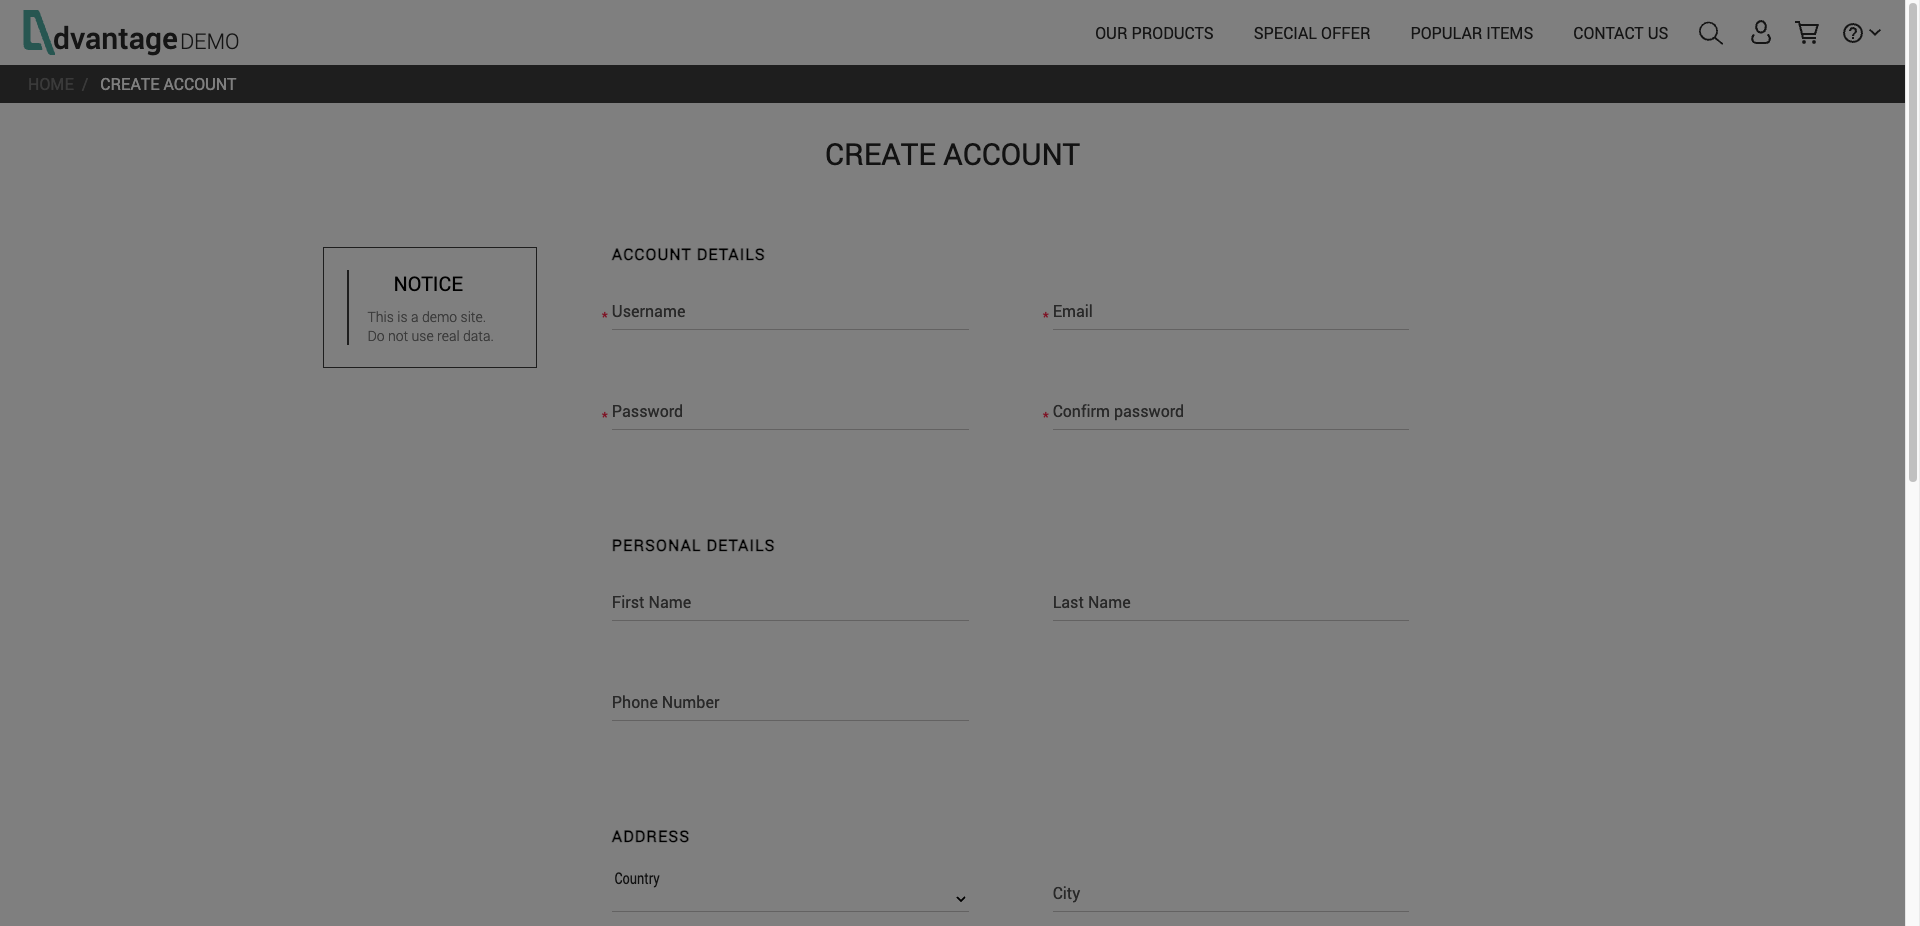 dvantage DEMO
OUR PRODUCTS
SPECIAL OFFER
POPULAR ITEMS
CONTACT US
HOME / CREATE ACCOUNT
CREATE ACCOUNT
NOTICE
This is a demo site.
Do not use real data.
ACCOUNT DETAILS
* Username
* Email
* Password
* Confirm password
PERSONAL DETAILS
First Name
Last Name
Phone Number
ADDRESS
Country
City